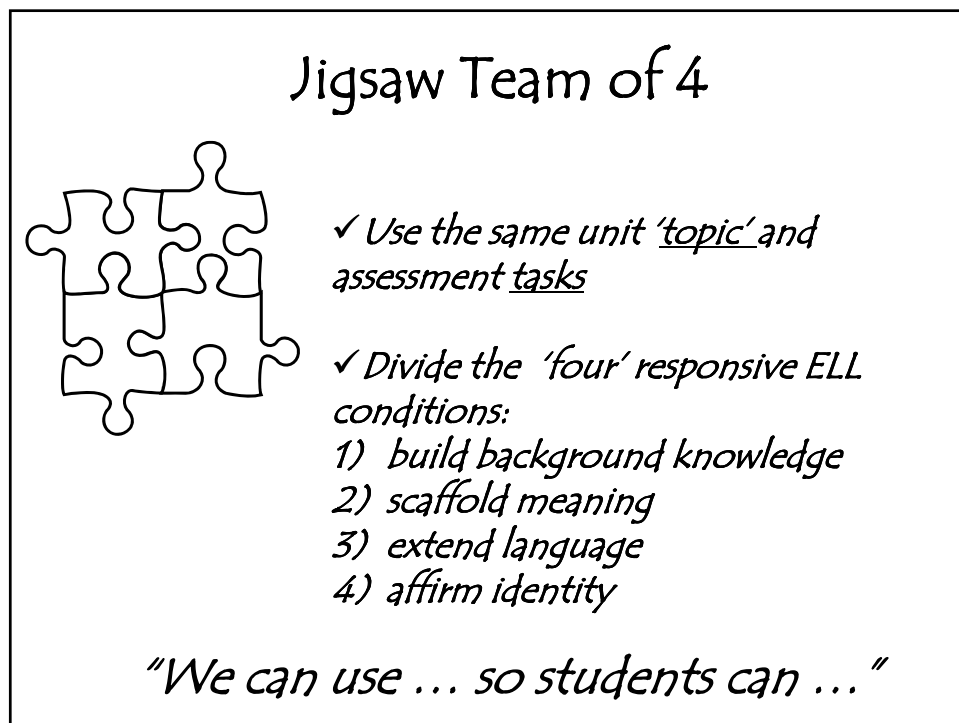 Jigsaw Team of 4
✓Use the same unit ‘topic’ and
assessment tasks
✓Divide the ‘four’ responsive ELL
conditions:
1) build background knowledge
2) scaffold meaning
3) extend language
4) affirm identity
“We can use … so students can …”